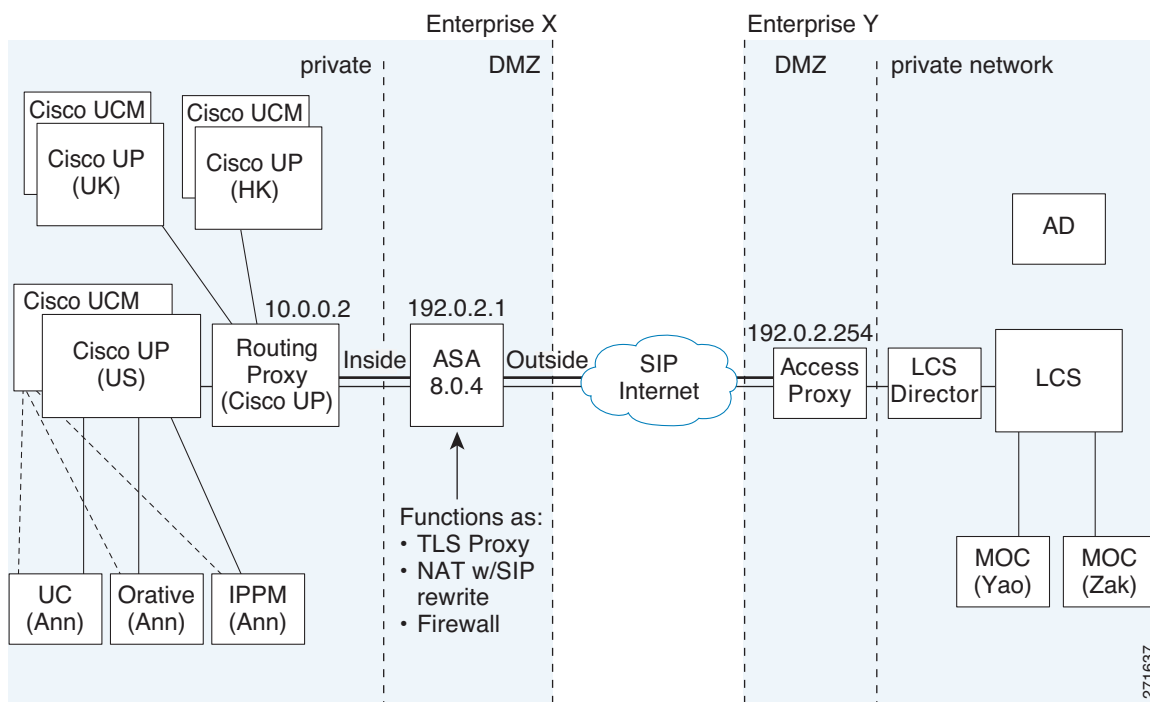 Enterprise X
Enterprise Y
private
DMZ
DMZ
private network
Cisco UCM
Cisco UP
(UK)
Cisco UCM
Cisco UP
(HK)
AD
Cisco UCM
Cisco UP
(US)
10.0.0.2
Routing
Proxy
(Cisco UP)
Inside
192.0.2.1
ASA
8.0.4
Outside
SIP
Internet
192.0.2.254
Access
Proxy
LCS
Director
LCS
Functions as:
• TLS Proxy
• NAT w/SIP
rewrite
• Firewall
UC
(Ann)
Orative
(Ann)
IPPM
(Ann)
MOC
(Yao)
MOC
(Zak)
271637